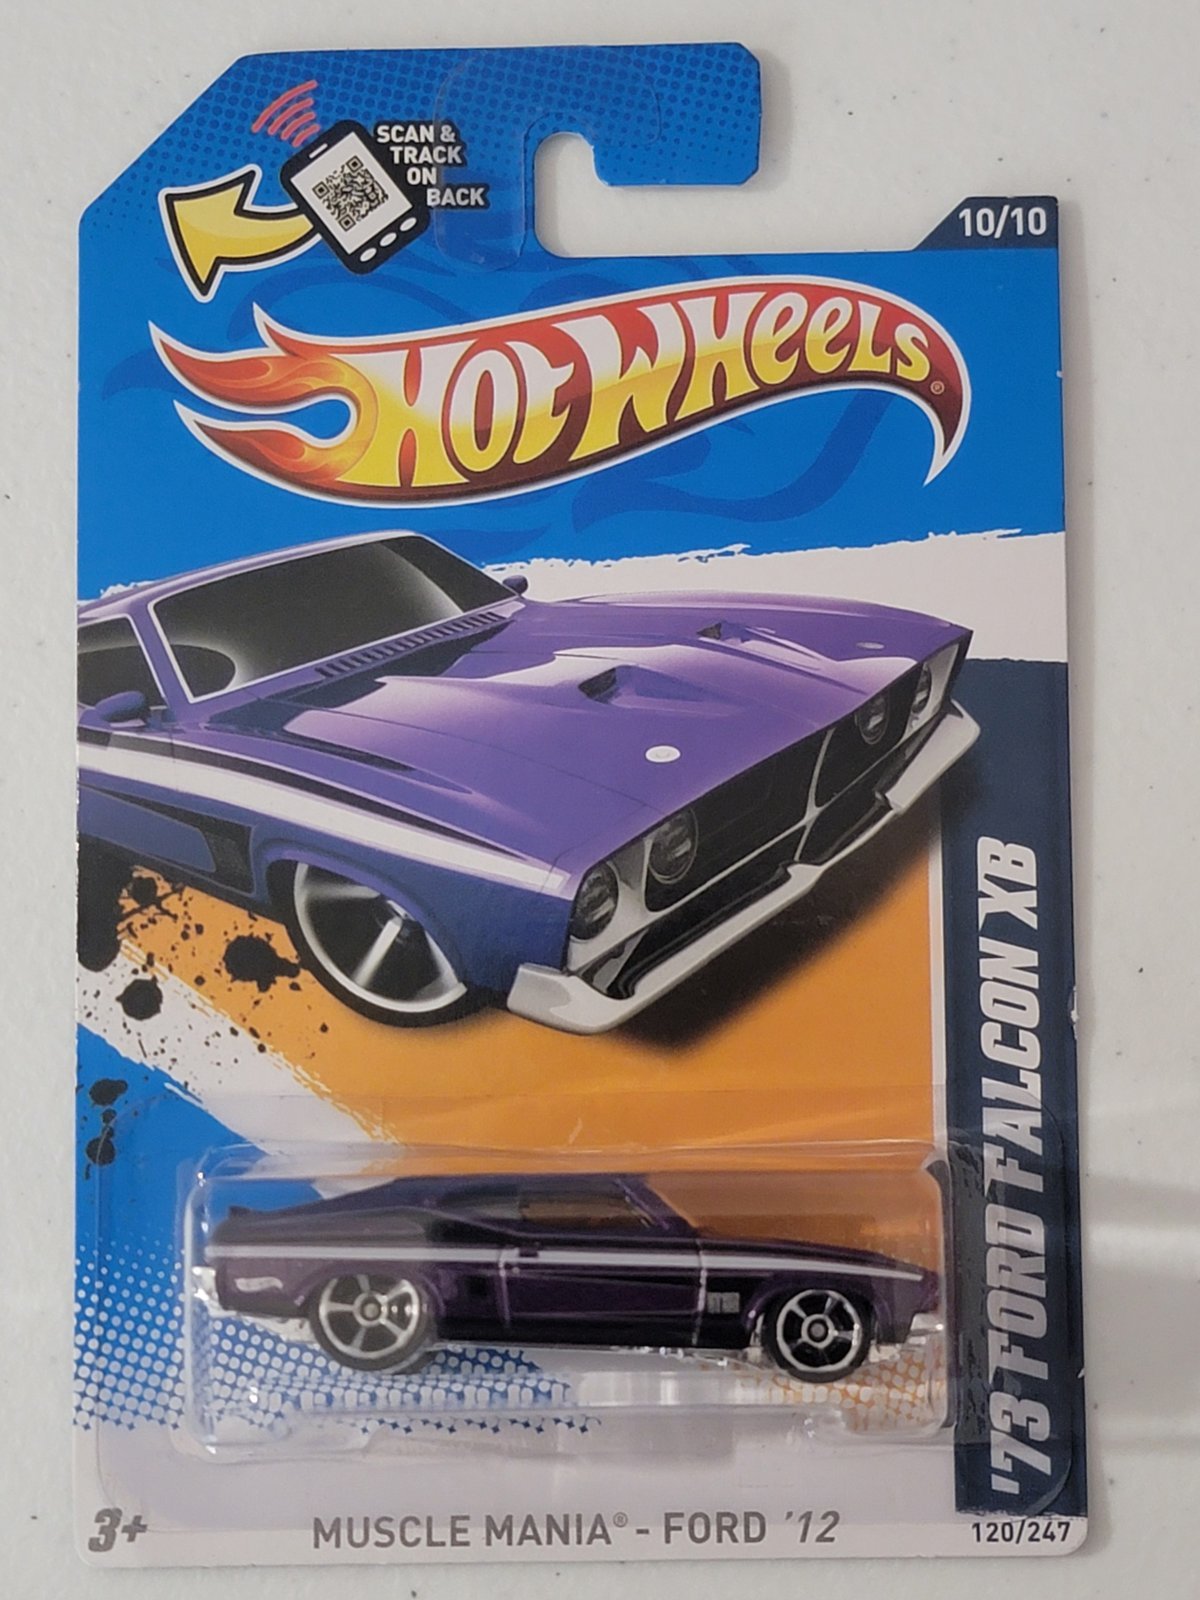 SCAN &
TRACK
ON
BACK
10/10
HOT WHEELS®
'73 FORD FALCON XB
3+
MUSCLE MANIA® - FORD '12
120/247